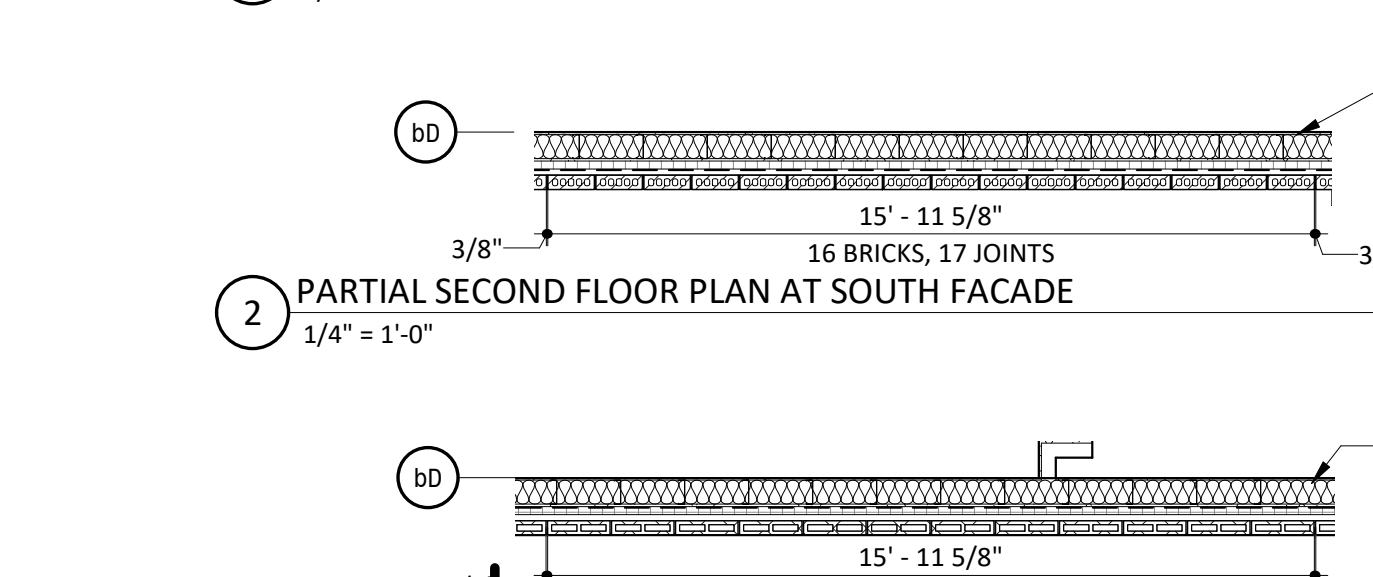 bD
15' - 11 5/8"
3/8"
16 BRICKS, 17 JOINTS
3
2
PARTIAL SECOND FLOOR PLAN AT SOUTH FACADE
1/4" = 1'-0"
bD
15' - 11 5/8"